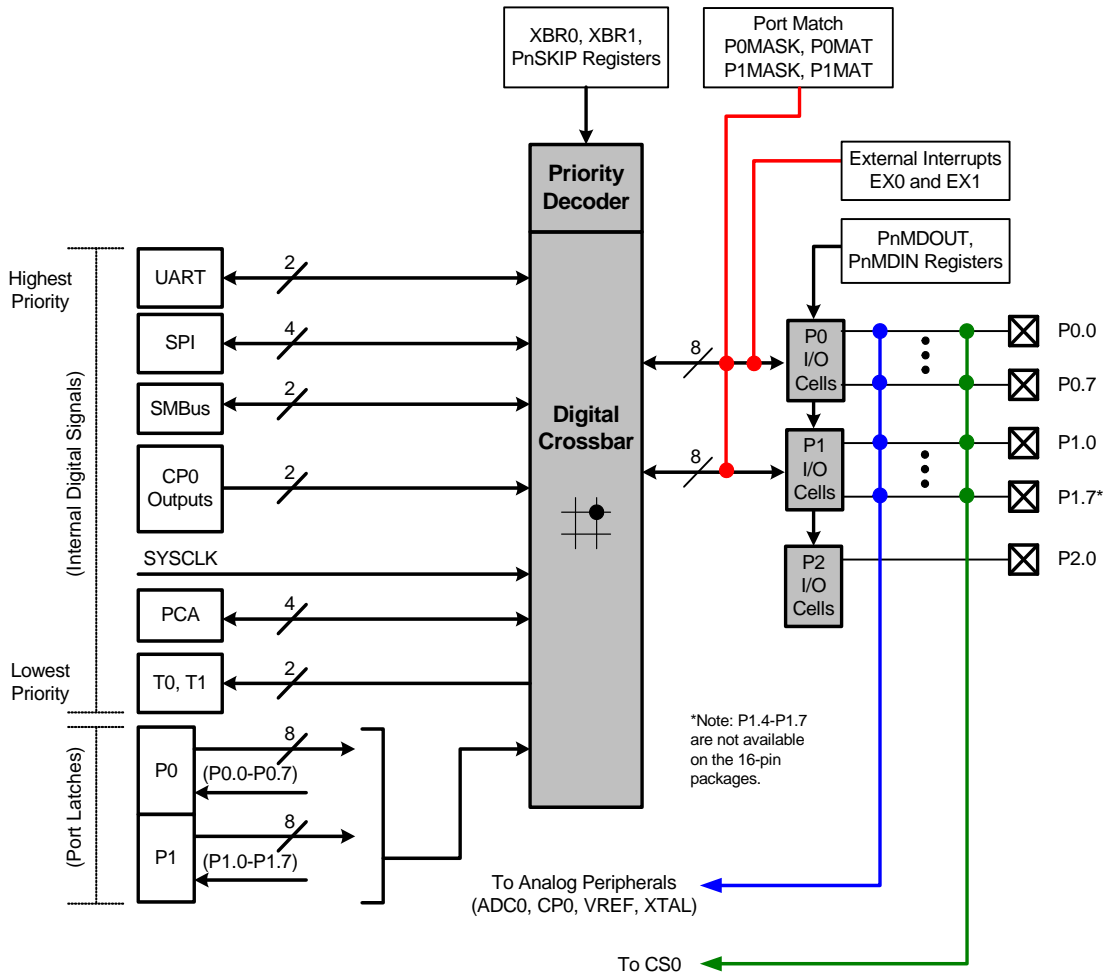 XBR0, XBR1,
PnSKIP Registers
Port Match
P0MASK, P0MAT
P1MASK, P1MAT
External Interrupts
EX0 and EX1
Priority
Decoder
PnMDOUT,
PnMDIN Registers
Highest
Priority
UART
2
SPI
4
SMBus
2
CP0
Outputs
2
SYSCLK
PCA
4
Lowest
Priority
T0, T1
2
(Internal Digital Signals)
Digital
Crossbar
8
8
P0
I/O
Cells
P1
I/O
Cells
P2
I/O
Cells
P0.0
P0.7
P1.0
P1.7*
P2.0
(Port Latches)
P0
8
(P0.0-P0.7)
P1
8
(P1.0-P1.7)
*Note: P1.4-P1.7
are not available
on the 16-pin
packages.
To Analog Peripherals
(ADC0, CP0, VREF, XTAL)
To CS0